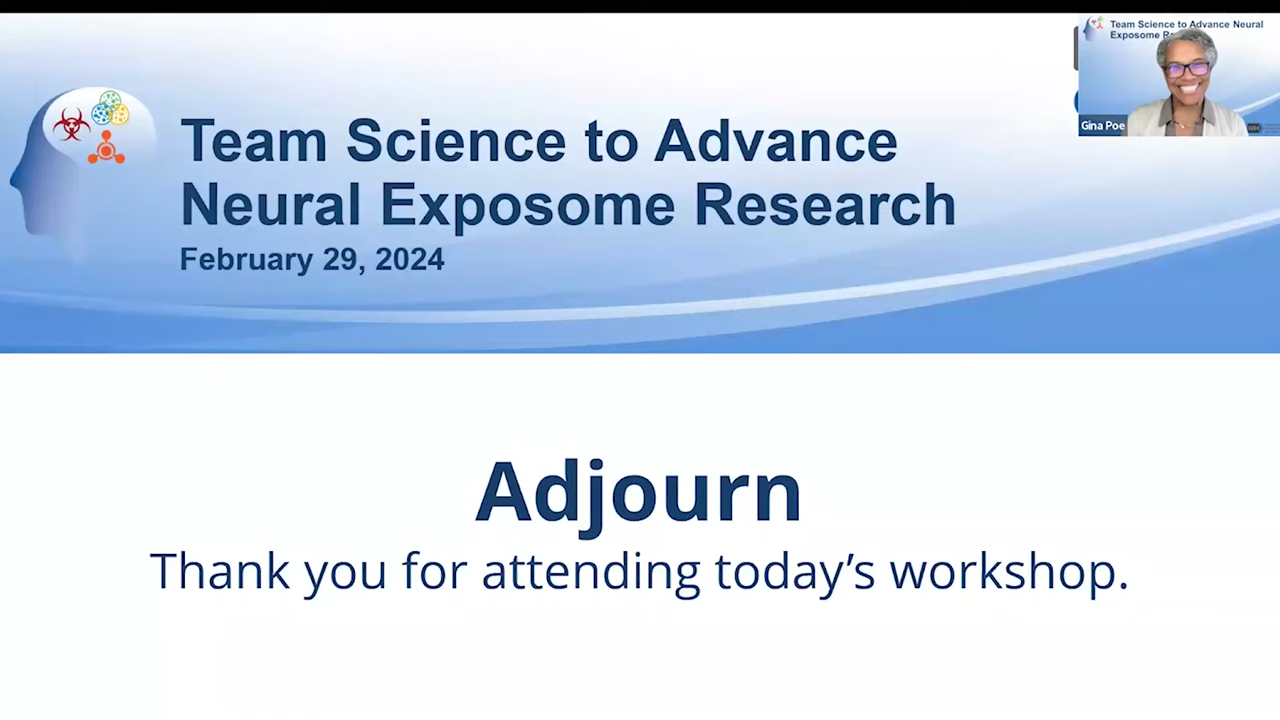 Team Science to Advance
Neural Exposome Research
February 29, 2024
Team Science to Advance Neural
Exposome
Gina Poe
NIH
Adjourn
Thank you for attending today’s workshop.